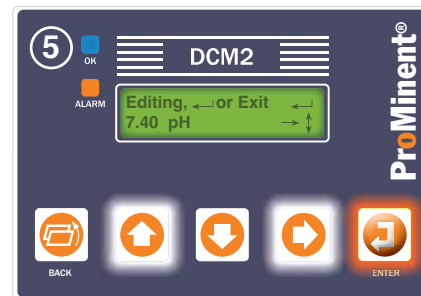 5
OK
DCM2
ALARM
Editing, ↵ or Exit ↵
7.40 pH → ↕
ProMinent®
BACK
ENTER